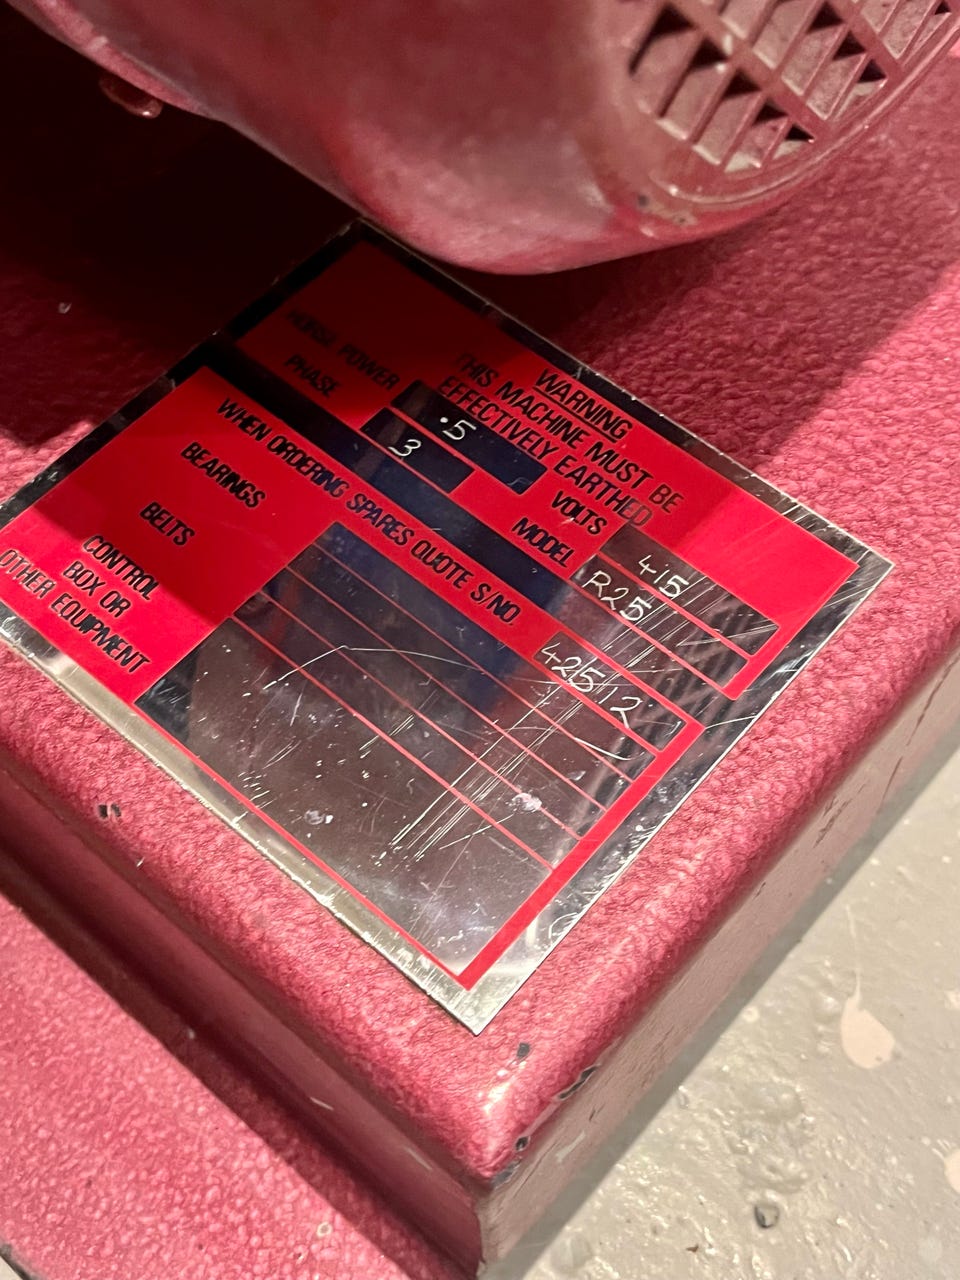 WARNING
THIS MACHINE MUST BE
EFFECTIVELY EARTHED
HORSE POWER .5 VOLTS 415
PHASE 3 MODEL R25
WHEN ORDERING SPARES QUOTE S/NO. 42512
BEARINGS
BELTS
CONTROL
BOX OR
OTHER EQUIPMENT